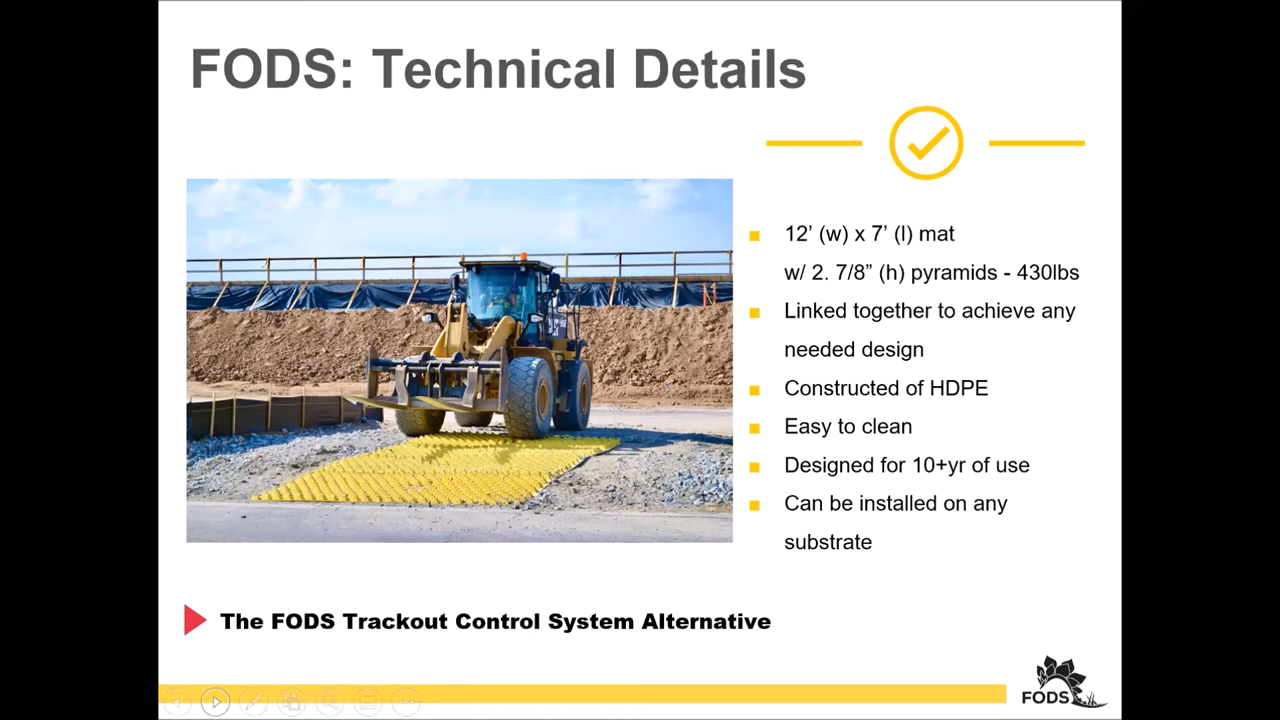 FODS: Technical Details
12’ (w) x 7’ (l) mat
w/ 2. 7/8” (h) pyramids - 430lbs
Linked together to achieve any
needed design
Constructed of HDPE
Easy to clean
Designed for 10+yr of use
Can be installed on any
substrate
The FODS Trackout Control System Alternative
FODS